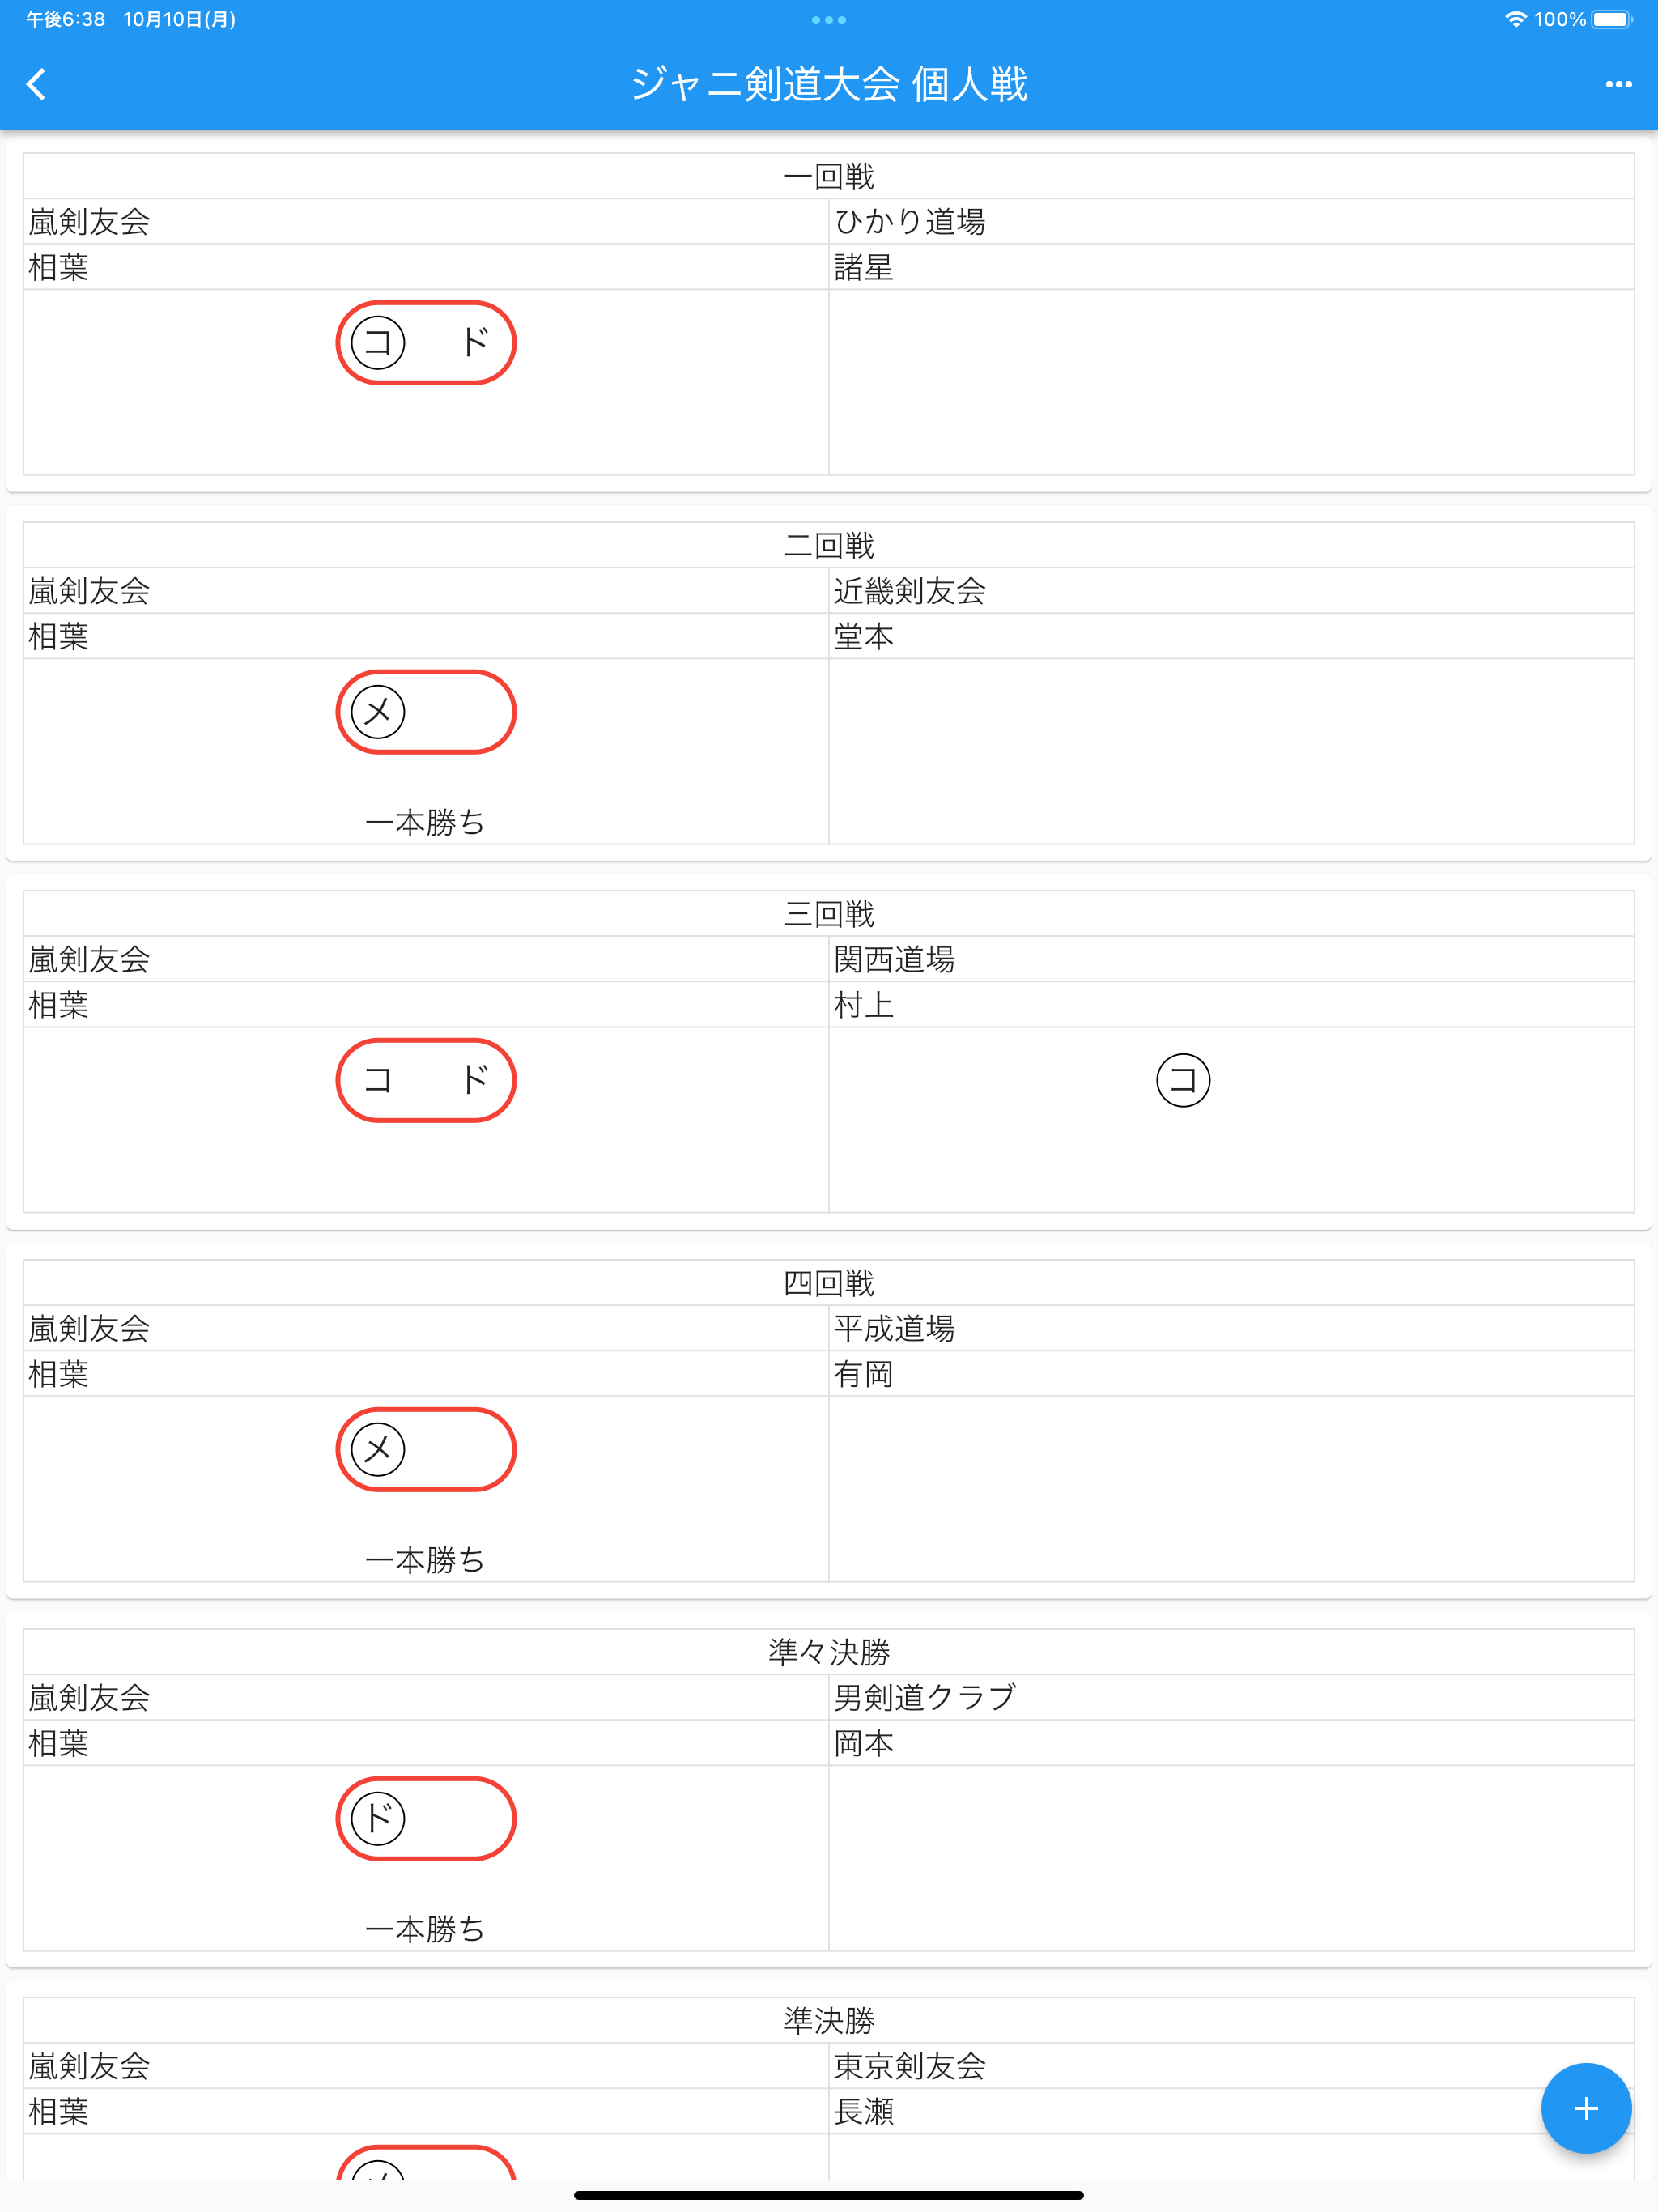 午後6:38 10月10日(月) 100%
ジャニ剣道大会 個人戦
一回戦
嵐剣友会 ひかり道場
相葉 諸星
コ ド
二回戦
嵐剣友会 近畿剣友会
相葉 堂本
メ
一本勝ち
三回戦
嵐剣友会 関西道場
相葉 村上
コ ド コ
四回戦
嵐剣友会 平成道場
相葉 有岡
メ
一本勝ち
準々決勝
嵐剣友会 男剣道クラブ
相葉 岡本
ド
一本勝ち
準決勝
嵐剣友会 東京剣友会
相葉 長瀬